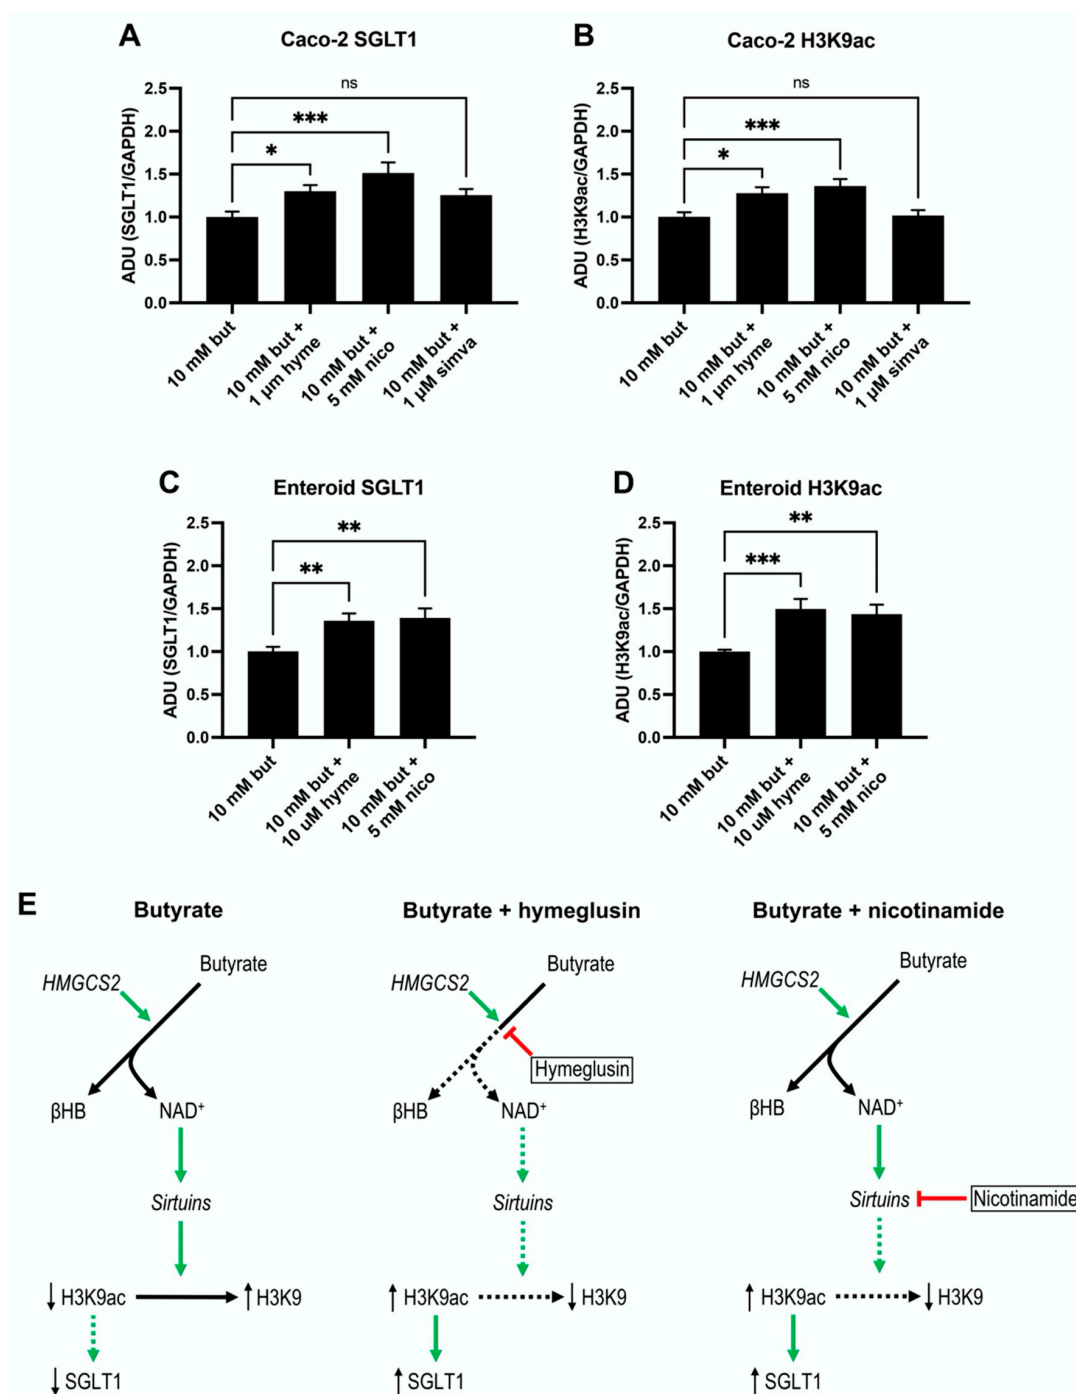 A
Caco-2 SGLT1
ADU (SGLT1/GAPDH)
2.5
2.0
1.5
1.0
0.5
0.0
ns
***
*
10 mM but
10 mM but +
1 µm hyme
10 mM but +
5 mM nico
10 mM but +
1 µM simva
B
Caco-2 H3K9ac
ADU (H3K9ac/GAPDH)
2.5
2.0
1.5
1.0
0.5
0.0
ns
***
*
10 mM but
10 mM but +
1 µm hyme
10 mM but +
5 mM nico
10 mM but +
1 µM simva
C
Enteroid SGLT1
ADU (SGLT1/GAPDH)
2.5
2.0
1.5
1.0
0.5
0.0
**
**
10 mM but
10 mM but +
10 uM hyme
10 mM but +
5 mM nico
D
Enteroid H3K9ac
ADU (H3K9ac/GAPDH)
2.5
2.0
1.5
1.0
0.5
0.0
**
***
10 mM but
10 mM but +
10 uM hyme
10 mM but +
5 mM nico
E
Butyrate
HMGCS2
Butyrate
βHB
NAD⁺
Sirtuins
↓ H3K9ac
↑ H3K9
↓ SGLT1
Butyrate + hymeglusin
HMGCS2
Butyrate
Hymeglusin
βHB
NAD⁺
Sirtuins
↑ H3K9ac
↓ H3K9
↑ SGLT1
Butyrate + nicotinamide
HMGCS2
Butyrate
βHB
NAD⁺
Sirtuins
Nicotinamide
↑ H3K9ac
↓ H3K9
↑ SGLT1